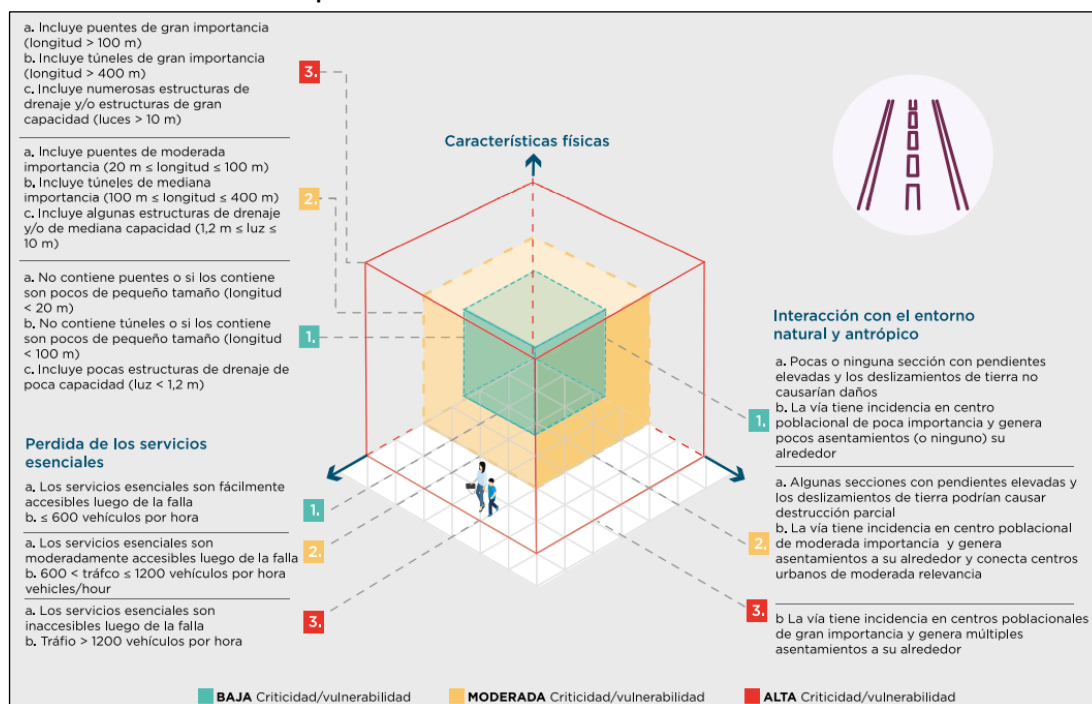 a. Incluye puentes de gran importancia
(longitud > 100 m)
b. Incluye túneles de gran importancia
(longitud > 400 m)
c. Incluye numerosas estructuras de
drenaje y/o estructuras de gran
capacidad (luces > 10 m)
3.
a. Incluye puentes de moderada
importancia (20 m ≤ longitud ≤ 100 m)
b. Incluye túneles de mediana
importancia (100 m ≤ longitud ≤ 400 m)
c. Incluye algunas estructuras de drenaje
y/o de mediana capacidad (1,2 m ≤ luz ≤
10 m)
2.
a. No contiene puentes o si los contiene
son pocos de pequeño tamaño (longitud
< 20 m)
b. No contiene túneles o si los contiene
son pocos de pequeño tamaño (longitud
< 100 m)
c. Incluye pocas estructuras de drenaje de
poca capacidad (luz < 1,2 m)
1.
Características físicas
Perdida de los servicios
esenciales
a. Los servicios esenciales son fácilmente
accesibles luego de la falla
b. ≤ 600 vehículos por hora
1.
a. Los servicios esenciales son
moderadamente accesibles luego de la falla
b. 600 < tráfco ≤ 1200 vehículos por hora
vehicles/hour
2.
a. Los servicios esenciales son
inaccesibles luego de la falla
b. Tráfio > 1200 vehículos por hora
3.
Interacción con el entorno
natural y antrópico
a. Pocas o ninguna sección con pendientes
elevadas y los deslizamientos de tierra no
causarían daños
b. La vía tiene incidencia en centro
poblacional de poca importancia y genera
pocos asentamientos (o ninguno) su
alrededor
1.
a. Algunas secciones con pendientes elevadas y
los deslizamientos de tierra podrían causar
destrucción parcial
b. La vía tiene incidencia en centro poblacional
de moderada importancia y genera
asentamientos a su alrededor y conecta centros
urbanos de moderada relevancia
2.
b La vía tiene incidencia en centros poblacionales
de gran importancia y genera múltiples
asentamientos a su alrededor
3.
BAJA Criticidad/vulnerabilidad
MODERADA Criticidad/vulnerabilidad
ALTA Criticidad/vulnerabilidad